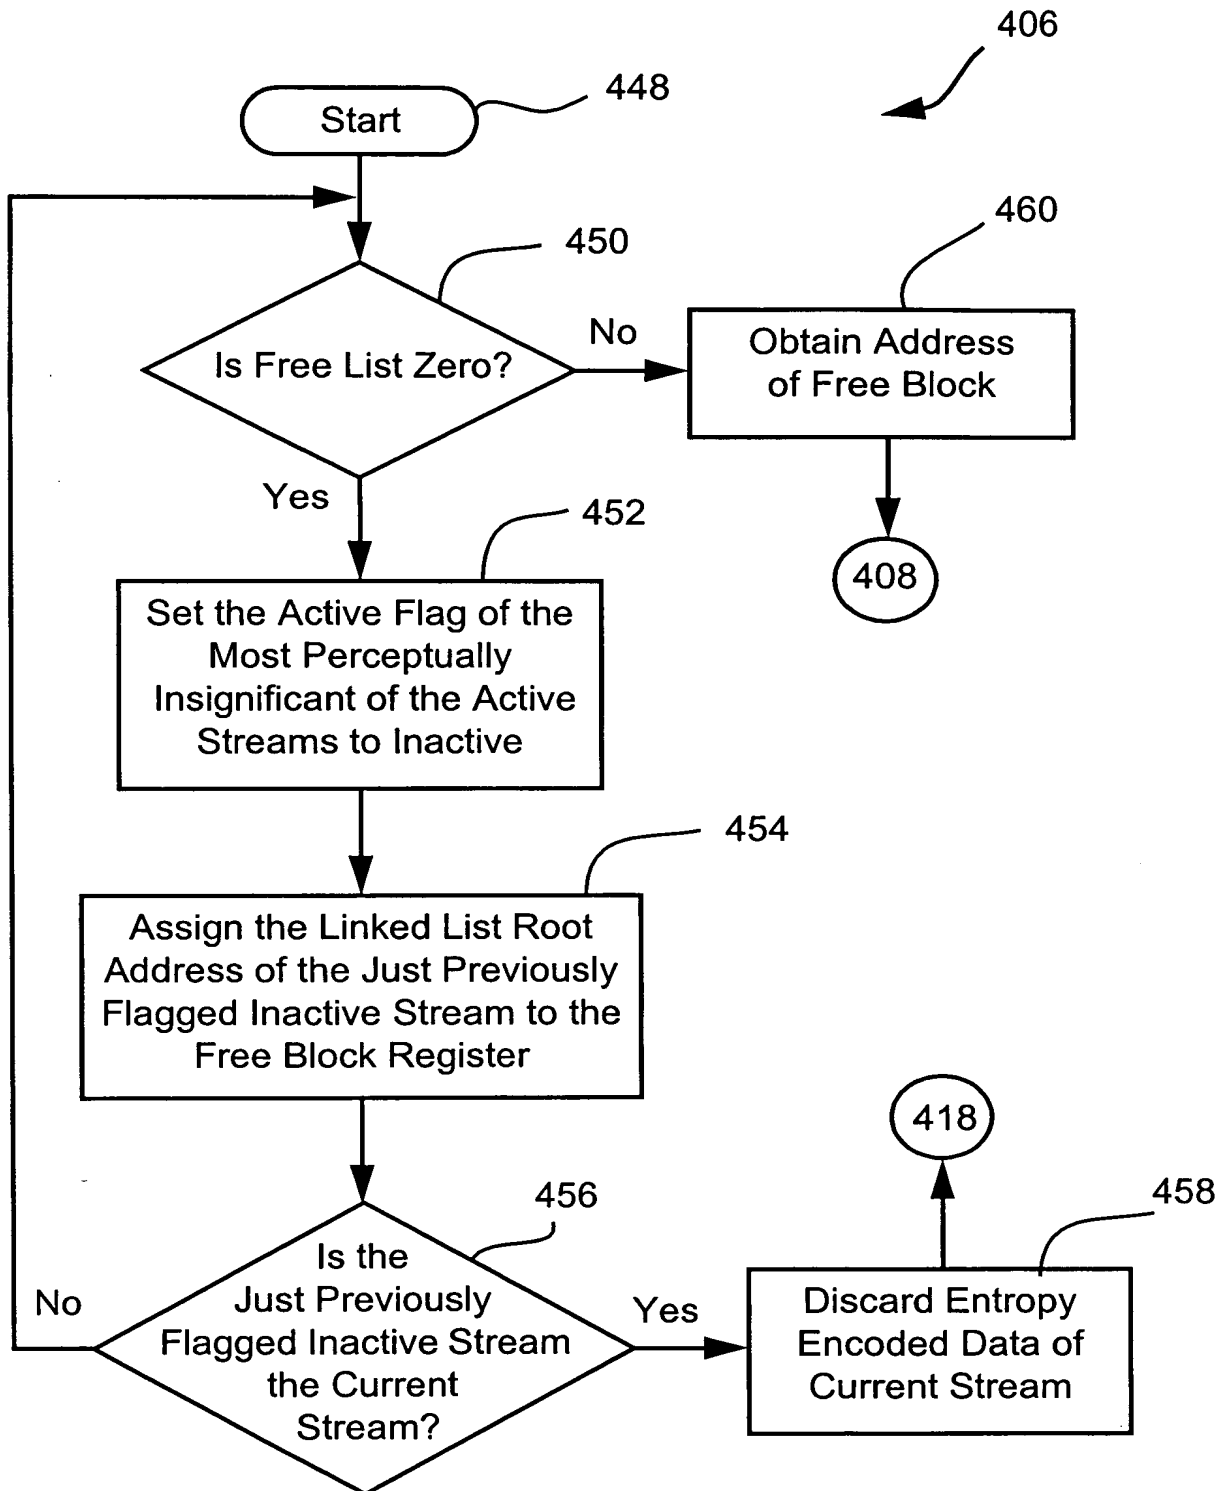 406
448
Start
460
450
No
Obtain Address
of Free Block
Is Free List Zero?
Yes
452
408
Set the Active Flag of the
Most Perceptually
Insignificant of the Active
Streams to Inactive
454
Assign the Linked List Root
Address of the Just Previously
Flagged Inactive Stream to the
Free Block Register
418
456
458
Is the
Just Previously
Flagged Inactive Stream
the Current
Stream?
No
Yes
Discard Entropy
Encoded Data of
Current Stream